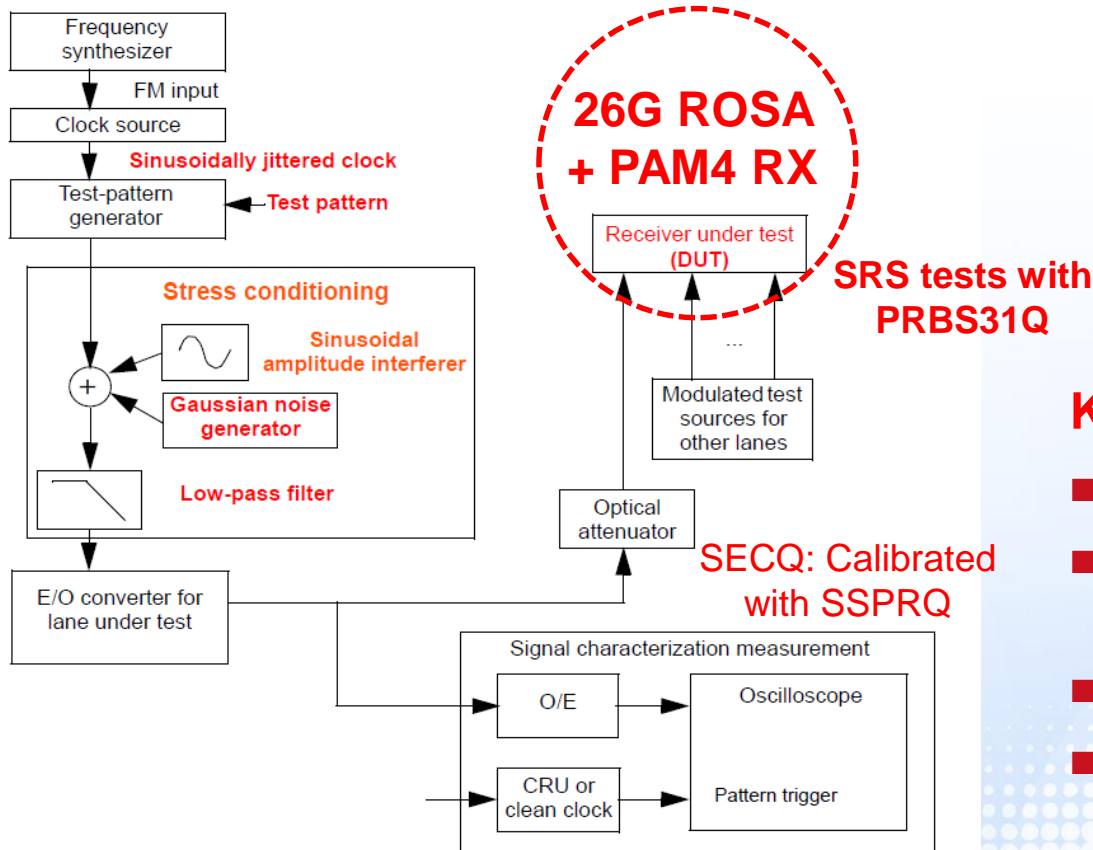 Frequency
synthesizer
FM input
Clock source
Sinusoidally jittered clock
Test-pattern
generator
Test pattern
Stress conditioning
Sinusoidal
amplitude interferer
+
Gaussian noise
generator
Low-pass filter
E/O converter for
lane under test
26G ROSA
+ PAM4 RX
Receiver under test
(DUT)
SRS tests with
PRBS31Q
...
Modulated test
sources for
other lanes
Optical
attenuator
SECQ: Calibrated
with SSPRQ
Signal characterization measurement
O/E
Oscilloscope
CRU or
clean clock
Pattern trigger
K